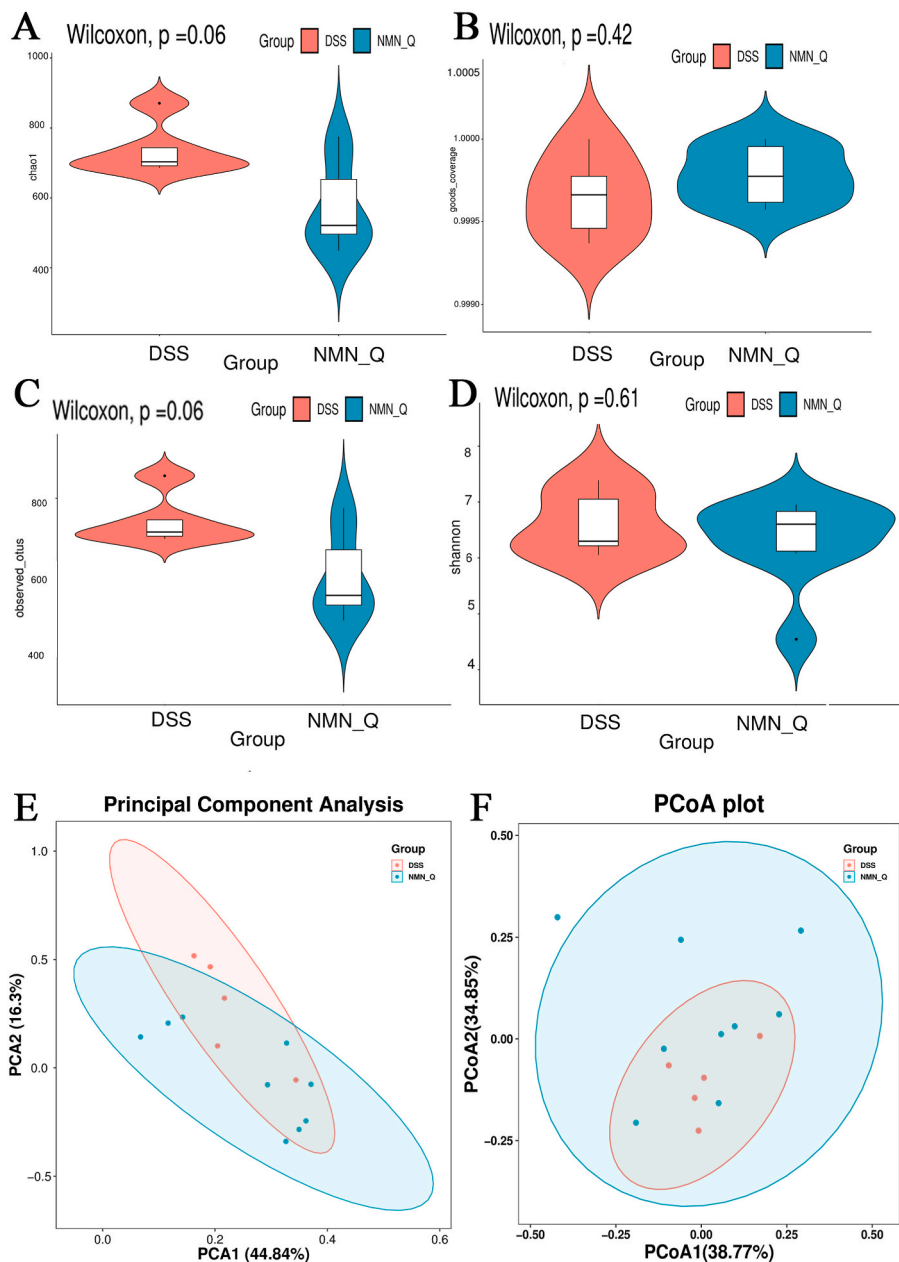 A
Wilcoxon, p =0.06
Group DSS NMN_Q
1000
800
600
400
chao1
DSS NMN_Q
Group
B
Wilcoxon, p =0.42
Group DSS NMN_Q
1.0005
1.0000
0.9995
0.9990
goods_coverage
DSS NMN_Q
Group
C
Wilcoxon, p =0.06
Group DSS NMN_Q
800
600
400
observed_otus
DSS NMN_Q
Group
D
Wilcoxon, p =0.61
Group DSS NMN_Q
8
7
6
5
4
shannon
DSS NMN_Q
Group
E
Principal Component Analysis
Group
DSS
NMN_Q
1.0
0.5
0.0
−0.5
PCA2 (16.3%)
0.0 0.2 0.4 0.6
PCA1 (44.84%)
F
PCoA plot
Group
DSS
NMN_Q
0.50
0.25
0.00
−0.25
PCoA2(34.85%)
−0.50 −0.25 0.00 0.25 0.50
PCoA1(38.77%)